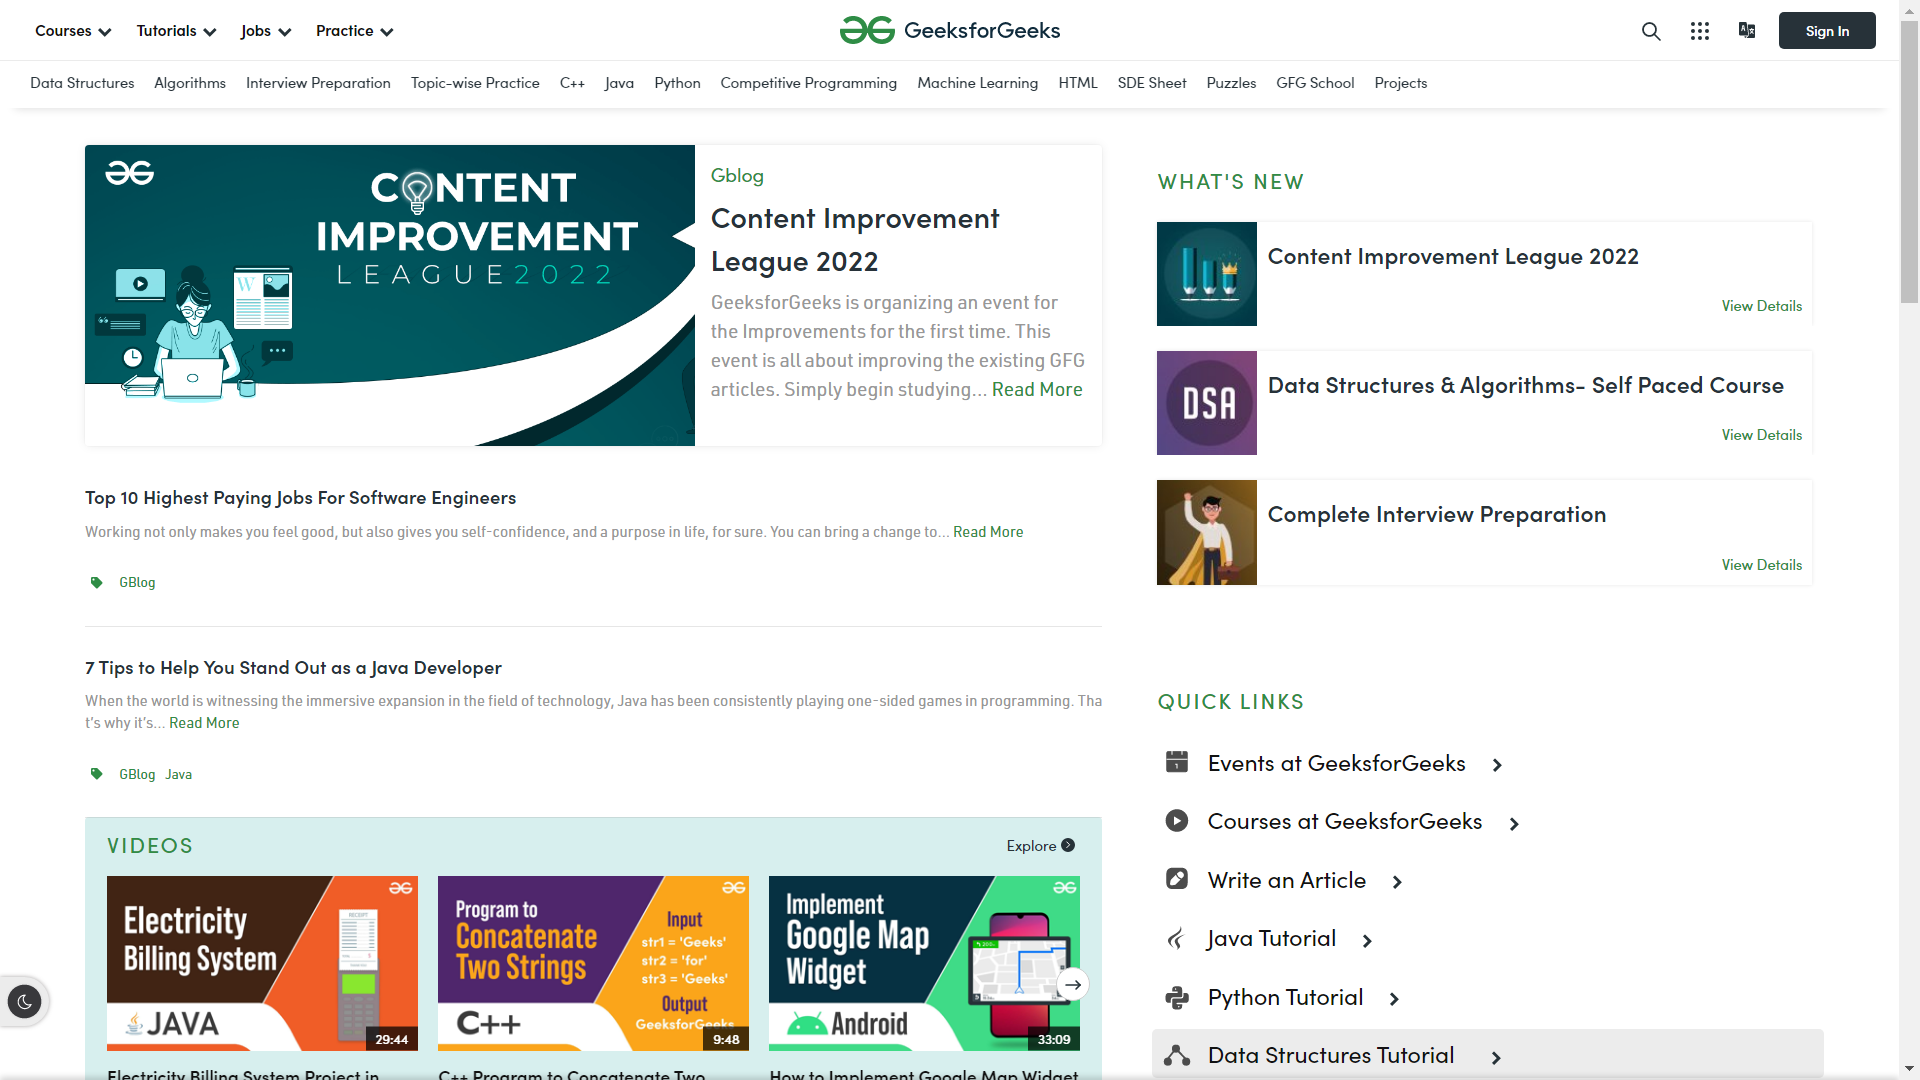 Courses
Tutorials
Jobs
Practice
GeeksforGeeks
Sign In
Data Structures
Algorithms
Interview Preparation
Topic-wise Practice
C++
Java
Python
Competitive Programming
Machine Learning
HTML
SDE Sheet
Puzzles
GFG School
Projects
CONTENT
IMPROVEMENT
LEAGUE 2022
W
Gblog
Content Improvement
League 2022
GeeksforGeeks is organizing an event for
the Improvements for the first time. This
event is all about improving the existing GFG
articles. Simply begin studying... Read More
Top 10 Highest Paying Jobs For Software Engineers
Working not only makes you feel good, but also gives you self-confidence, and a purpose in life, for sure. You can bring a change to... Read More
GBlog
7 Tips to Help You Stand Out as a Java Developer
When the world is witnessing the immersive expansion in the field of technology, Java has been consistently playing one-sided games in programming. Tha
t's why it's... Read More
GBlog Java
VIDEOS
Explore
Electricity
Billing System
RECEIPT
JAVA
29:44
Electricity Billing System Project in
Program to
Concatenate
Two Strings
Input
str1 = 'Geeks'
str2 = 'for'
str3 = 'Geeks'
Output
GeeksforGeeks
C++
9:48
C++ Program to Concatenate Two
Implement
Google Map
Widget
Android
33:09
How to Implement Google Map Widget
WHAT'S NEW
Content Improvement League 2022
View Details
DSA
Data Structures & Algorithms- Self Paced Course
View Details
Complete Interview Preparation
View Details
QUICK LINKS
1
Events at GeeksforGeeks
Courses at GeeksforGeeks
Write an Article
Java Tutorial
Python Tutorial
Data Structures Tutorial